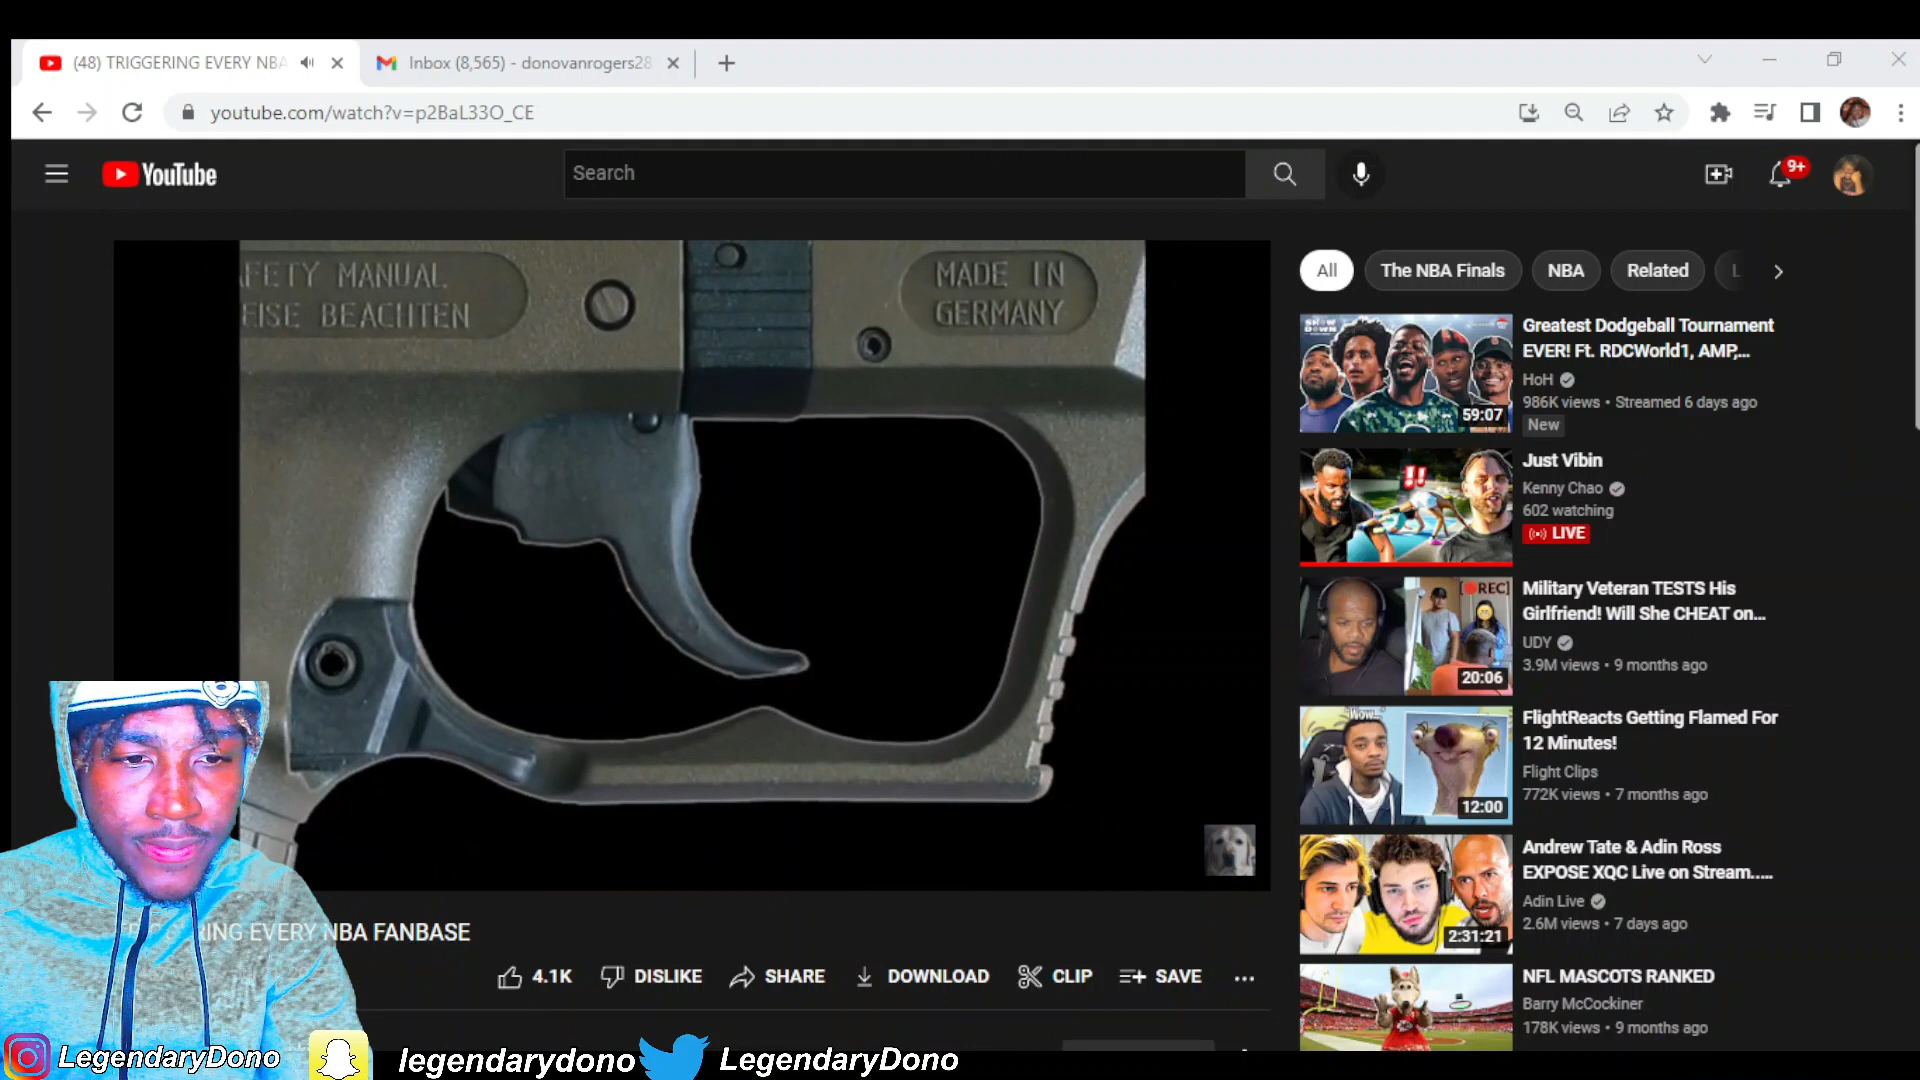 (48) TRIGGERING EVERY NBA
Inbox (8,565) - donovanrogers28
youtube.com/watch?v=p2BaL33O_CE
YouTube
Search
9+
FETY MANUAL
EISE BEACHTEN
MADE IN
GERMANY
All
The NBA Finals
NBA
Related
L
SHOW
DOWN
59:07
Greatest Dodgeball Tournament
EVER! Ft. RDCWorld1, AMP,...
HoH
986K views • Streamed 6 days ago
New
!!
Just Vibin
Kenny Chao
602 watching
LIVE
[REC]
20:06
Military Veteran TESTS His
Girlfriend! Will She CHEAT on...
UDY
3.9M views • 9 months ago
"Wow..."
12:00
FlightReacts Getting Flamed For
12 Minutes!
Flight Clips
772K views • 7 months ago
2:31:21
Andrew Tate & Adin Ross
EXPOSE XQC Live on Stream.....
Adin Live
2.6M views • 7 days ago
NFL MASCOTS RANKED
Barry McCockiner
178K views • 9 months ago
RING EVERY NBA FANBASE
4.1K
DISLIKE
SHARE
DOWNLOAD
CLIP
SAVE
LegendaryDono
legendarydono
LegendaryDono